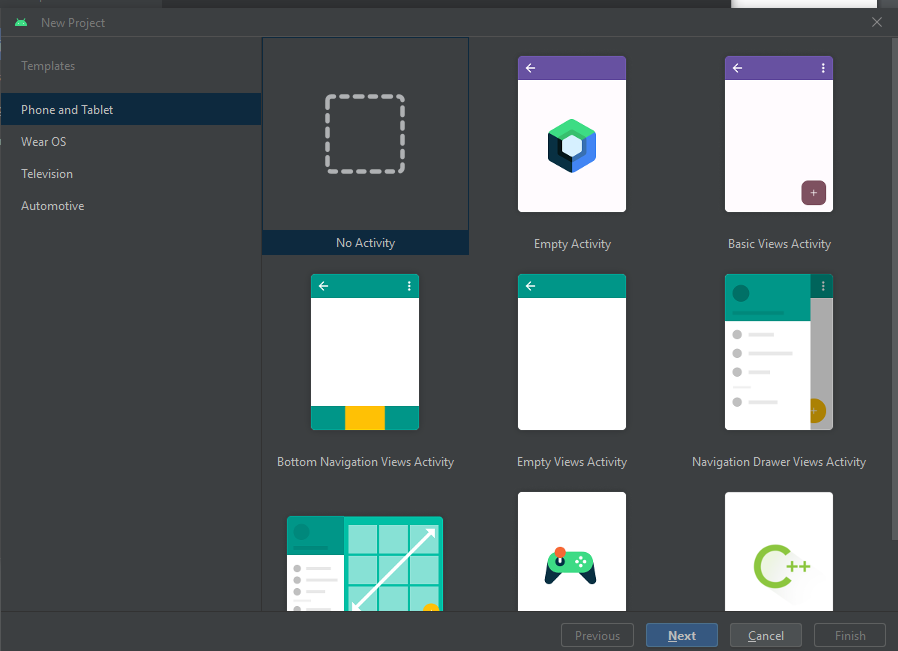 New Project
Templates
Phone and Tablet
Wear OS
Television
Automotive
No Activity
Empty Activity
Basic Views Activity
Bottom Navigation Views Activity
Empty Views Activity
Navigation Drawer Views Activity
C++
Previous
Next
Cancel
Finish